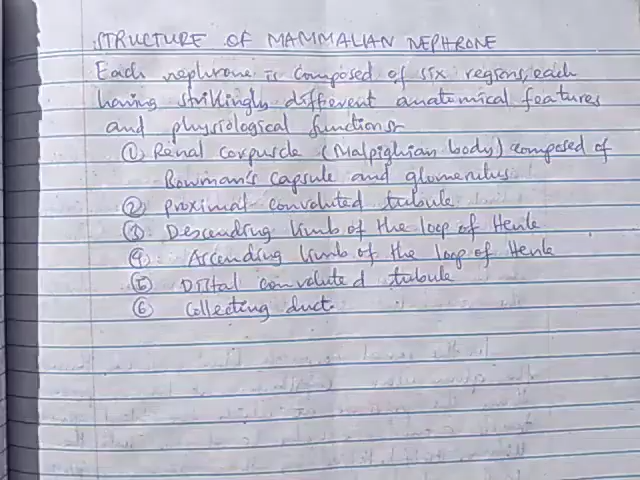 STRUCTURE OF MAMMALIAN NEPHRONE
Each nephrone is composed of six regions, each
having strikingly different anatomical features
and physiological functions
① Renal corpuscle (Malpighian body) composed of
Bowman's capsule and glomerulus.
② proximal convoluted tubule
③ Descending limb of the loop of Henle
④ Ascending limb of the loop of Henle
⑤ Distal convoluted tubule
⑥ Collecting duct.